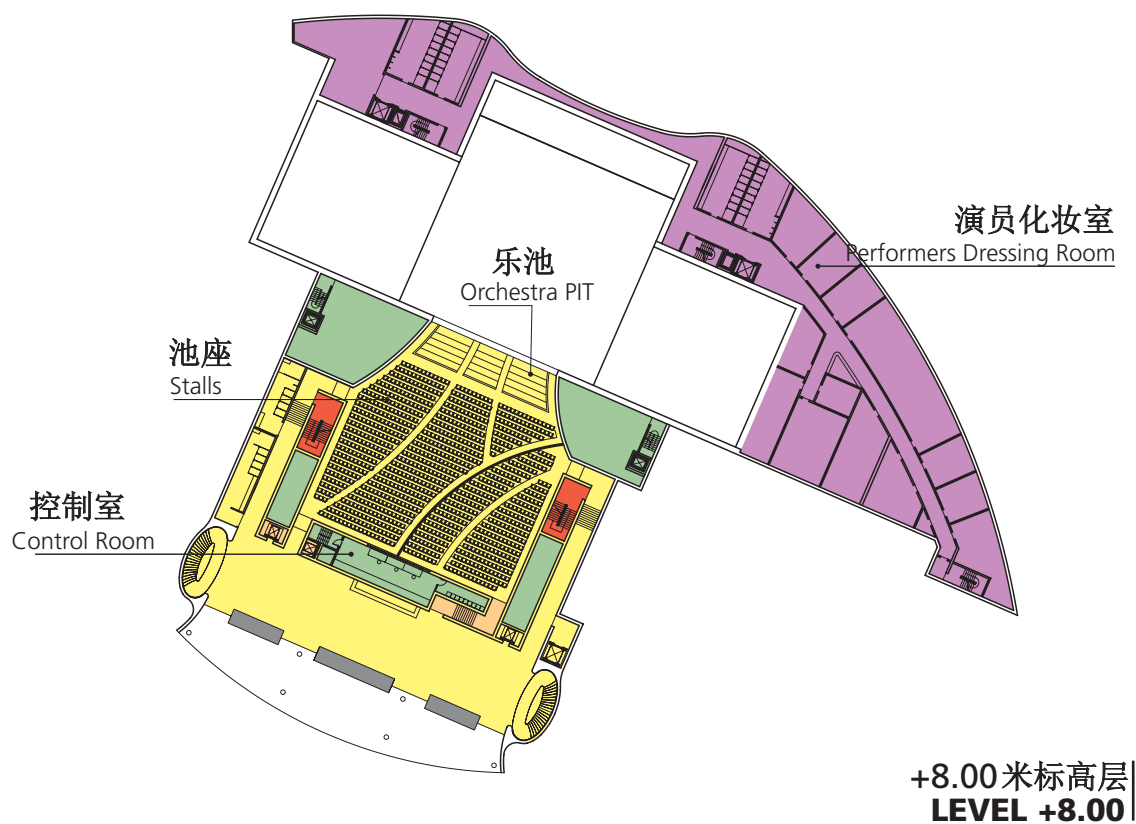 演员化妆室
Performers Dressing Room
乐池
Orchestra PIT
池座
Stalls
控制室
Control Room
+8.00米标高层
LEVEL +8.00